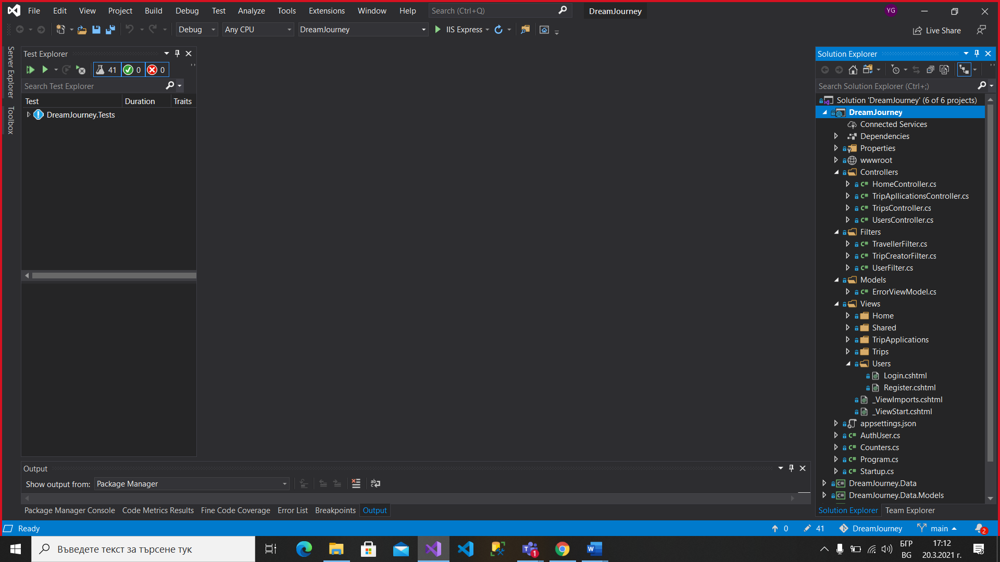 File Edit View Project Build Debug Test Analyze Tools Extensions Window Help Search (Ctrl+Q) DreamJourney YG
Debug Any CPU DreamJourney IIS Express Live Share
Server Explorer
Toolbox
Test Explorer
41 0 0
Search Test Explorer
Test Duration Traits
DreamJourney.Tests
Output
Show output from: Package Manager
Package Manager Console Code Metrics Results Fine Code Coverage Error List Breakpoints Output
Solution Explorer
Search Solution Explorer (Ctrl+;)
Solution 'DreamJourney' (6 of 6 projects)
DreamJourney
Connected Services
Dependencies
Properties
wwwroot
Controllers
C# HomeController.cs
C# TripApllicationsController.cs
C# TripsController.cs
C# UsersController.cs
Filters
C# TravellerFilter.cs
C# TripCreatorFilter.cs
C# UserFilter.cs
Models
C# ErrorViewModel.cs
Views
Home
Shared
TripApplications
Trips
Users
Login.cshtml
Register.cshtml
_ViewImports.cshtml
_ViewStart.cshtml
appsettings.json
C# AuthUser.cs
C# Counters.cs
C# Program.cs
C# Startup.cs
C# DreamJourney.Data
C# DreamJourney.Data.Models
Solution Explorer Team Explorer
Ready 0 41 DreamJourney main 2
Въведете текст за търсене тук 1 W
БГР
BG
17:12
20.3.2021 г.